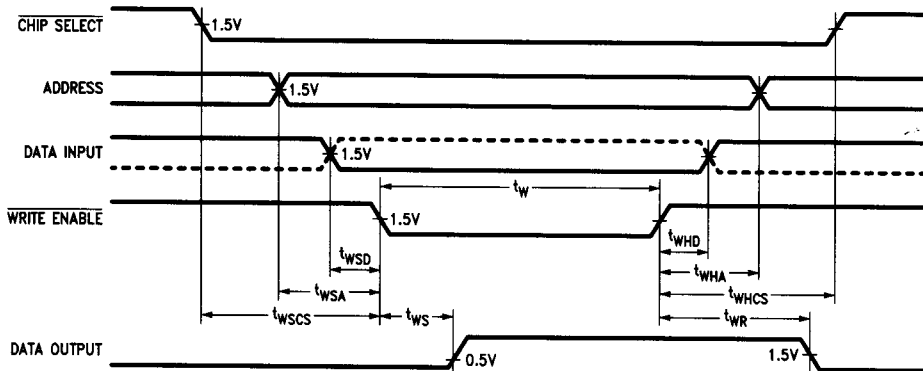 CHIP SELECT
1.5V
ADDRESS
1.5V
DATA INPUT
1.5V
tW
WRITE ENABLE
1.5V
tWSD
tWHD
tWSA
tWHA
tWSCS
tWS
tWHCS
tWR
DATA OUTPUT
0.5V
1.5V